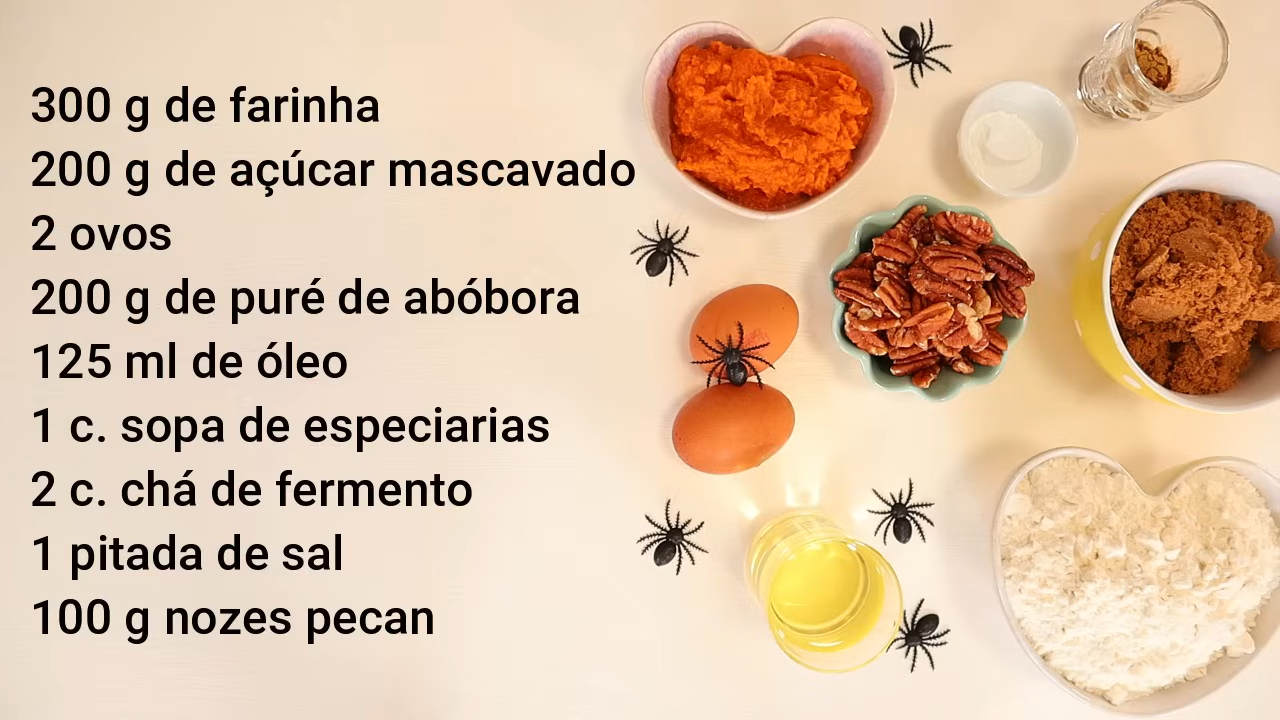 300 g de farinha
200 g de açúcar mascavado
2 ovos
200 g de puré de abóbora
125 ml de óleo
1 c. sopa de especiarias
2 c. chá de fermento
1 pitada de sal
100 g nozes pecan